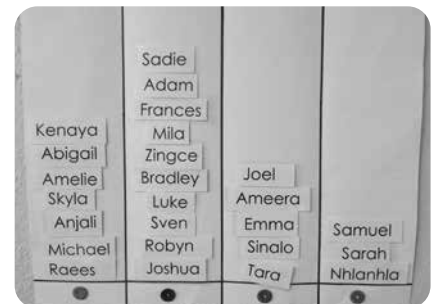 Kenaya
Abigail
Amelie
Skyla
Anjali
Michael
Raees
Sadie
Adam
Frances
Mila
Zingce
Bradley
Luke
Sven
Robyn
Joshua
Joel
Ameera
Emma
Sinalo
Tara
Samuel
Sarah
Nhlanhla